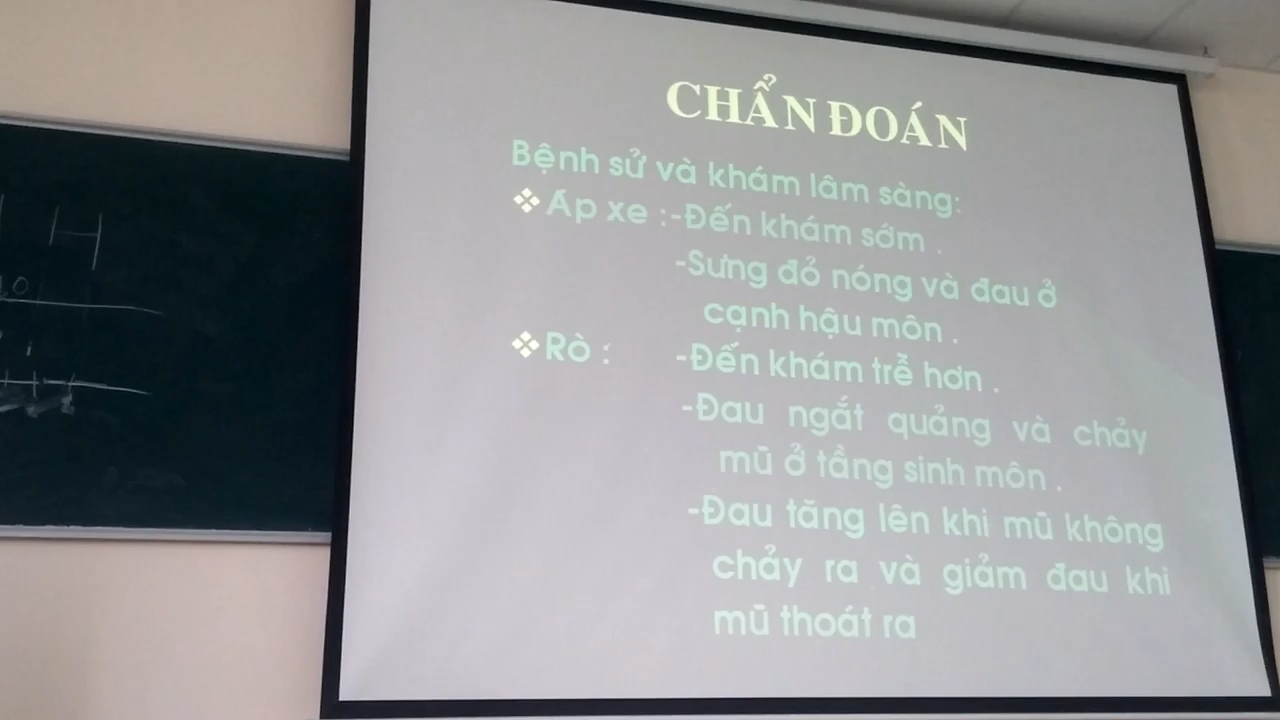 CHẨN ĐOÁN
Bệnh sử và khám lâm sàng:
❖ Áp xe :-Đến khám sớm .
-Sưng đỏ nóng và đau ở
cạnh hậu môn .
❖ Rò : -Đến khám trễ hơn .
-Đau ngắt quảng và chảy
mũ ở tầng sinh môn .
-Đau tăng lên khi mũ không
chảy ra và giảm đau khi
mũ thoát ra
H